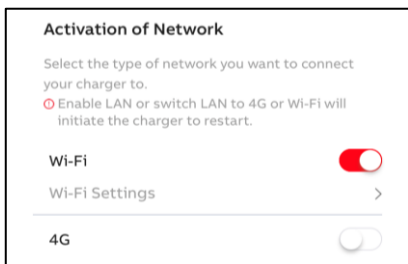 Activation of Network
Select the type of network you want to connect
your charger to.
Enable LAN or switch LAN to 4G or Wi-Fi will
initiate the charger to restart.
Wi-Fi
Wi-Fi Settings
4G